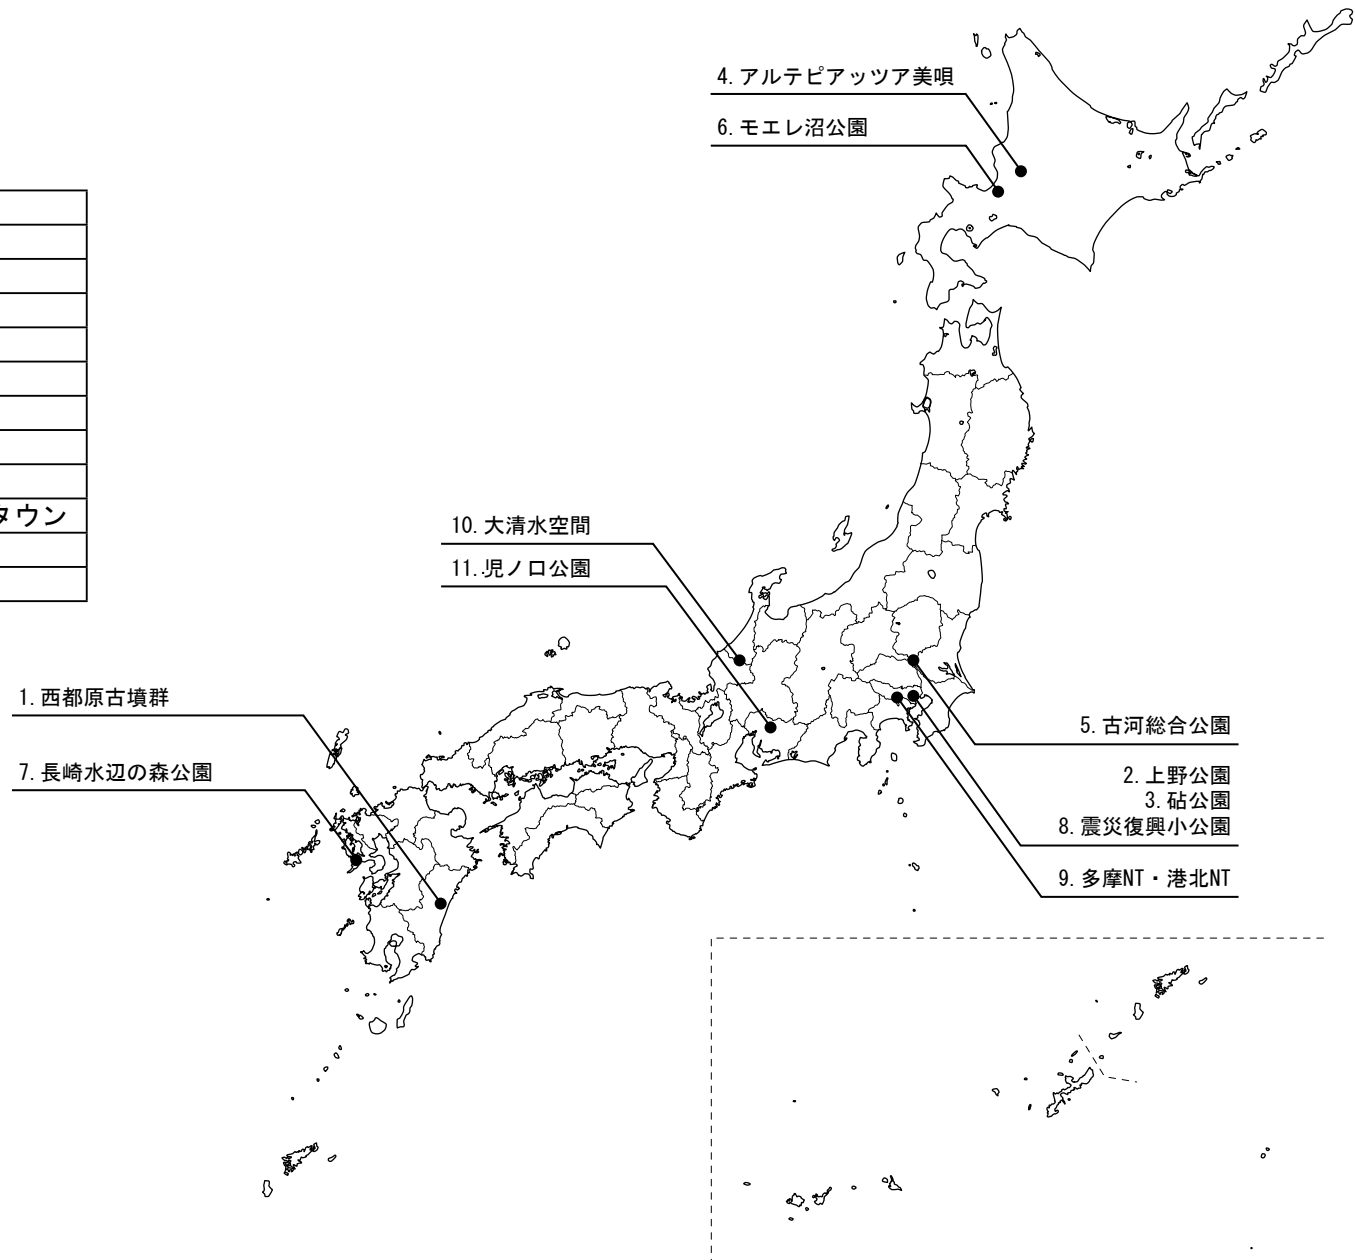 4. アルテピアッツア美唄
6. モエレ沼公園
タウン
10. 大清水空間
11. 児ノ口公園
1. 西都原古墳群
7. 長崎水辺の森公園
5. 古河総合公園
2. 上野公園
3. 砧公園
8. 震災復興小公園
9. 多摩NT・港北NT